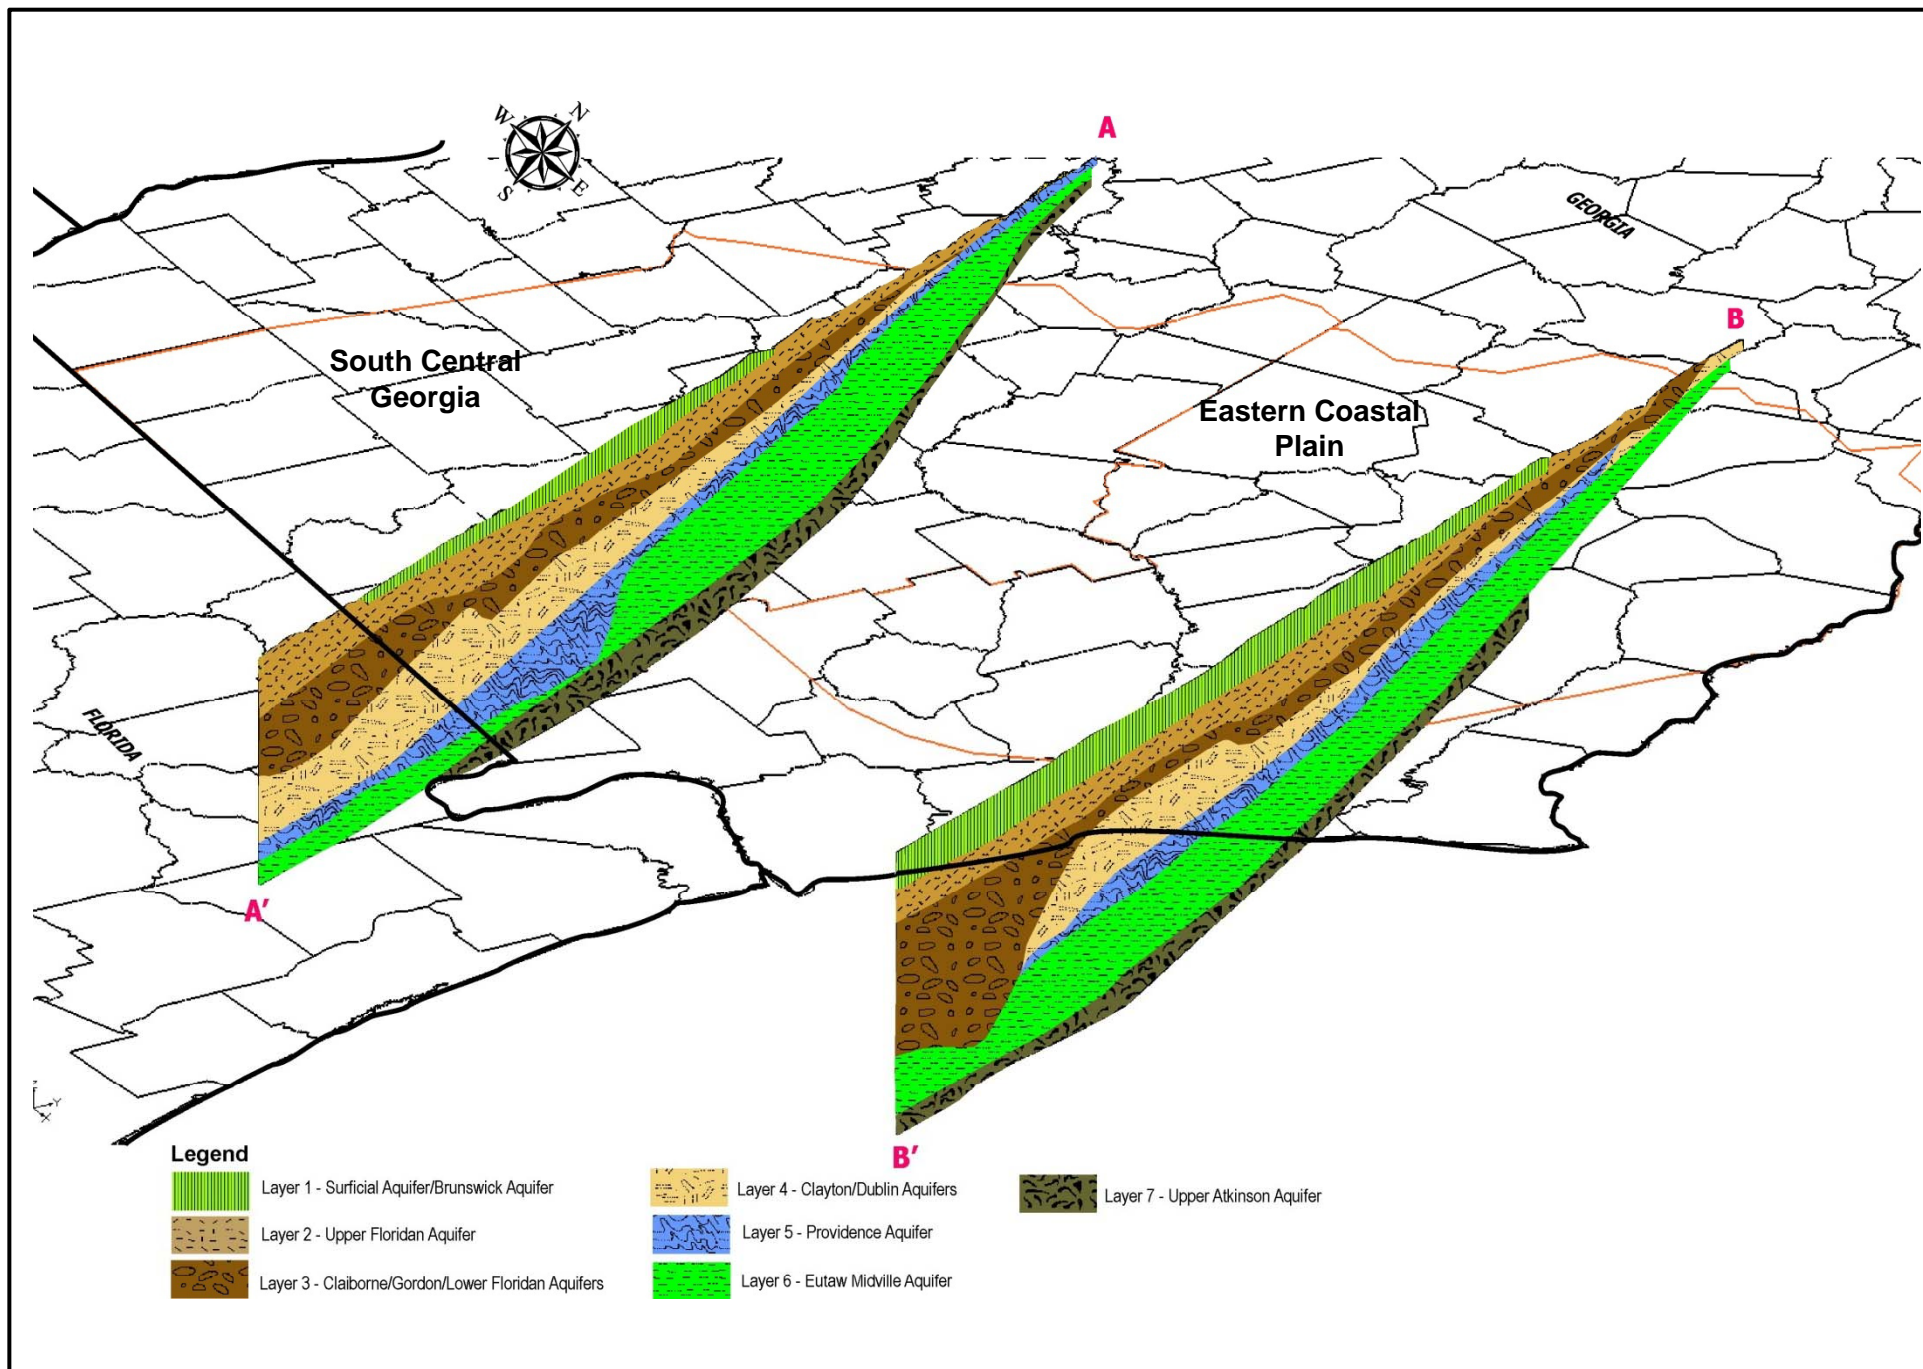 A
W
N
S
E
GEORGIA
B
South Central
Georgia
Eastern Coastal
Plain
FLORIDA
A’
B’
Z
Y
X
Legend
Layer 1 - Surficial Aquifer/Brunswick Aquifer
Layer 2 - Upper Floridan Aquifer
Layer 3 - Claiborne/Gordon/Lower Floridan Aquifers
Layer 4 - Clayton/Dublin Aquifers
Layer 5 - Providence Aquifer
Layer 6 - Eutaw Midville Aquifer
Layer 7 - Upper Atkinson Aquifer